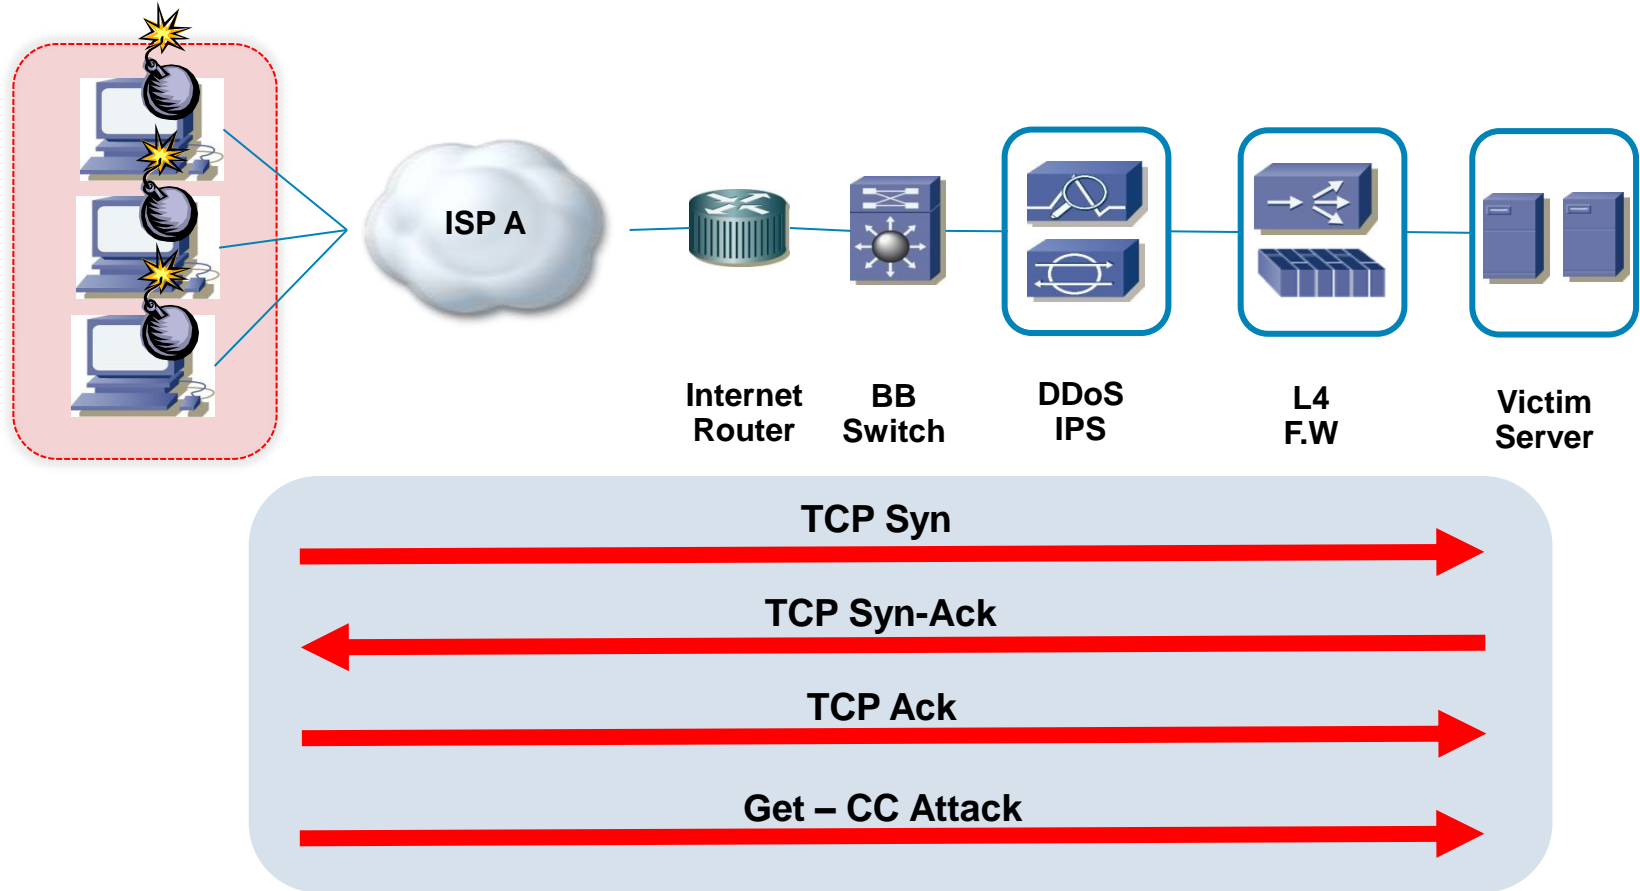 ISP A
Internet
Router
BB
Switch
DDoS
IPS
L4
F.W
Victim
Server
TCP Syn
TCP Syn-Ack
TCP Ack
Get – CC Attack